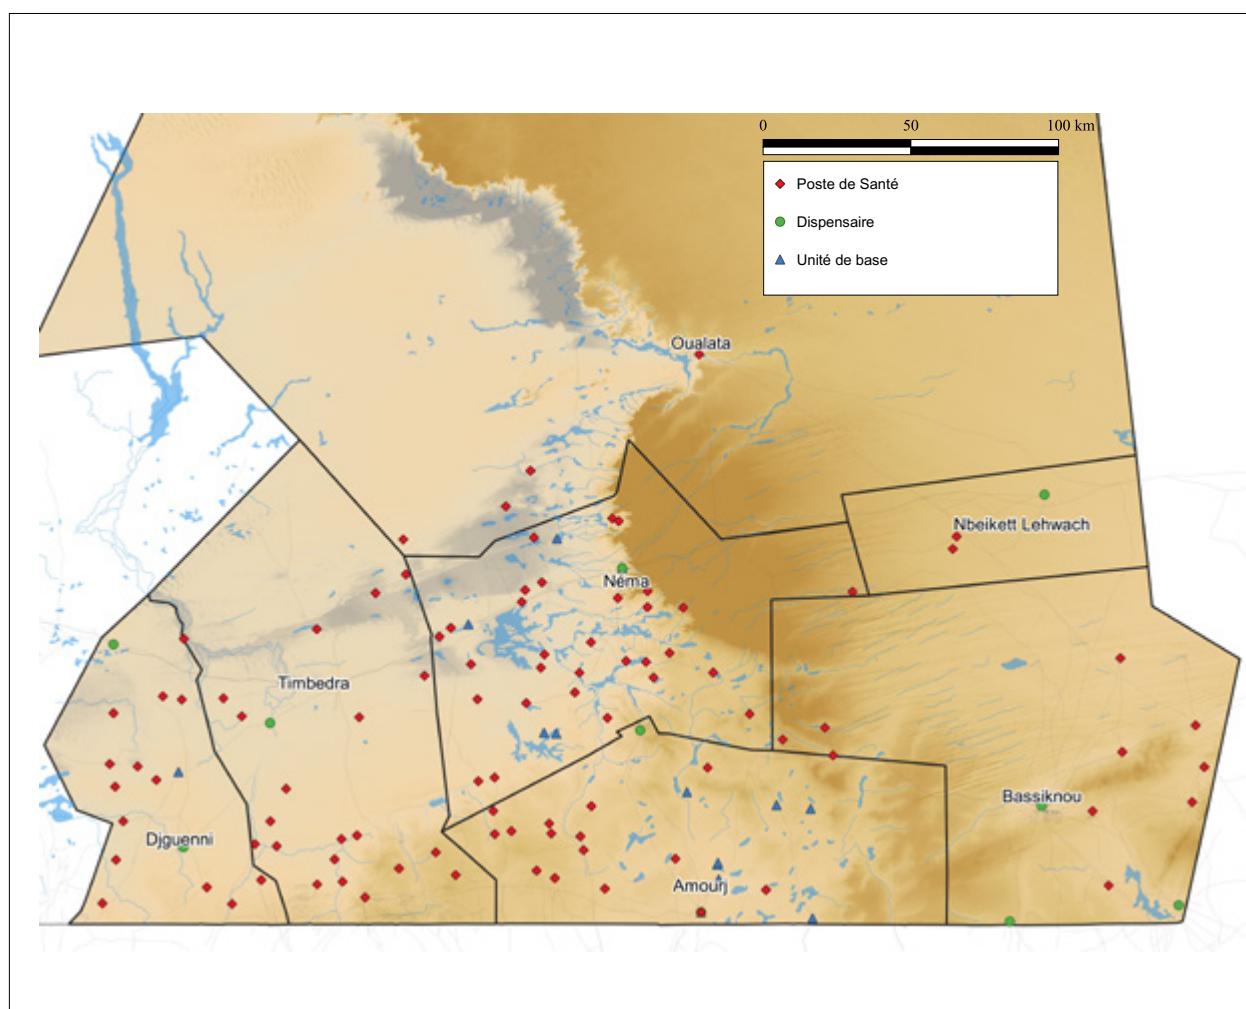 0 50 100 km
Poste de Santé
Dispensaire
Unité de base
Oualata
Nbeikett Lehwach
Néma
Timbedra
Bassiknou
Djguenni
Amourj